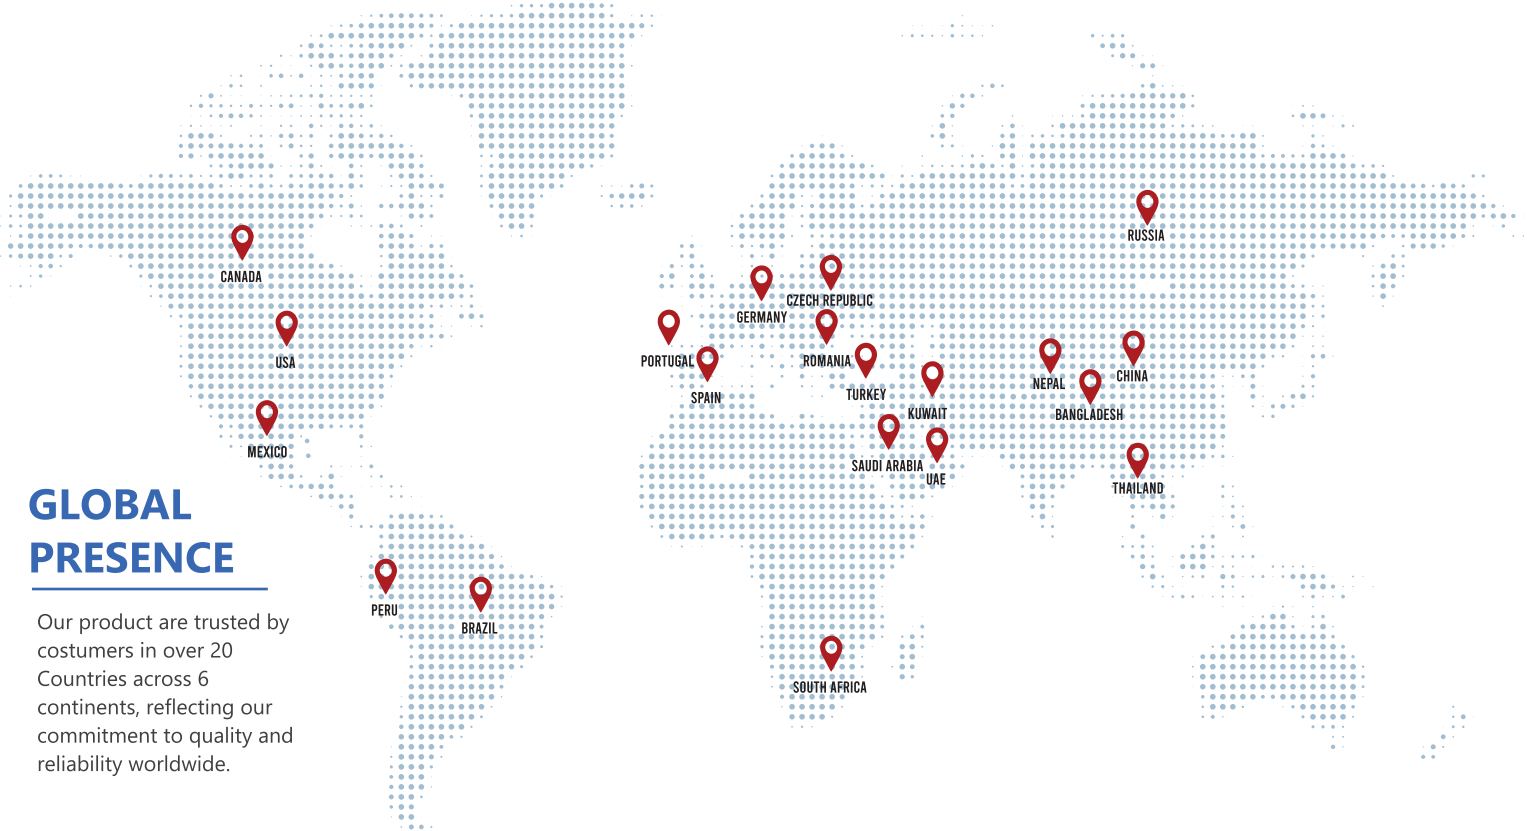 RUSSIA
CANADA
CZECH REPUBLIC
GERMANY
USA
PORTUGAL
ROMANIA
CHINA
NEPAL
SPAIN
TURKEY
KUWAIT
BANGLADESH
MEXICO
SAUDI ARABIA
UAE
THAILAND
GLOBAL
PRESENCE
PERU
BRAZIL
SOUTH AFRICA
Our product are trusted by
costumers in over 20
Countries across 6
continents, reflecting our
commitment to quality and
reliability worldwide.